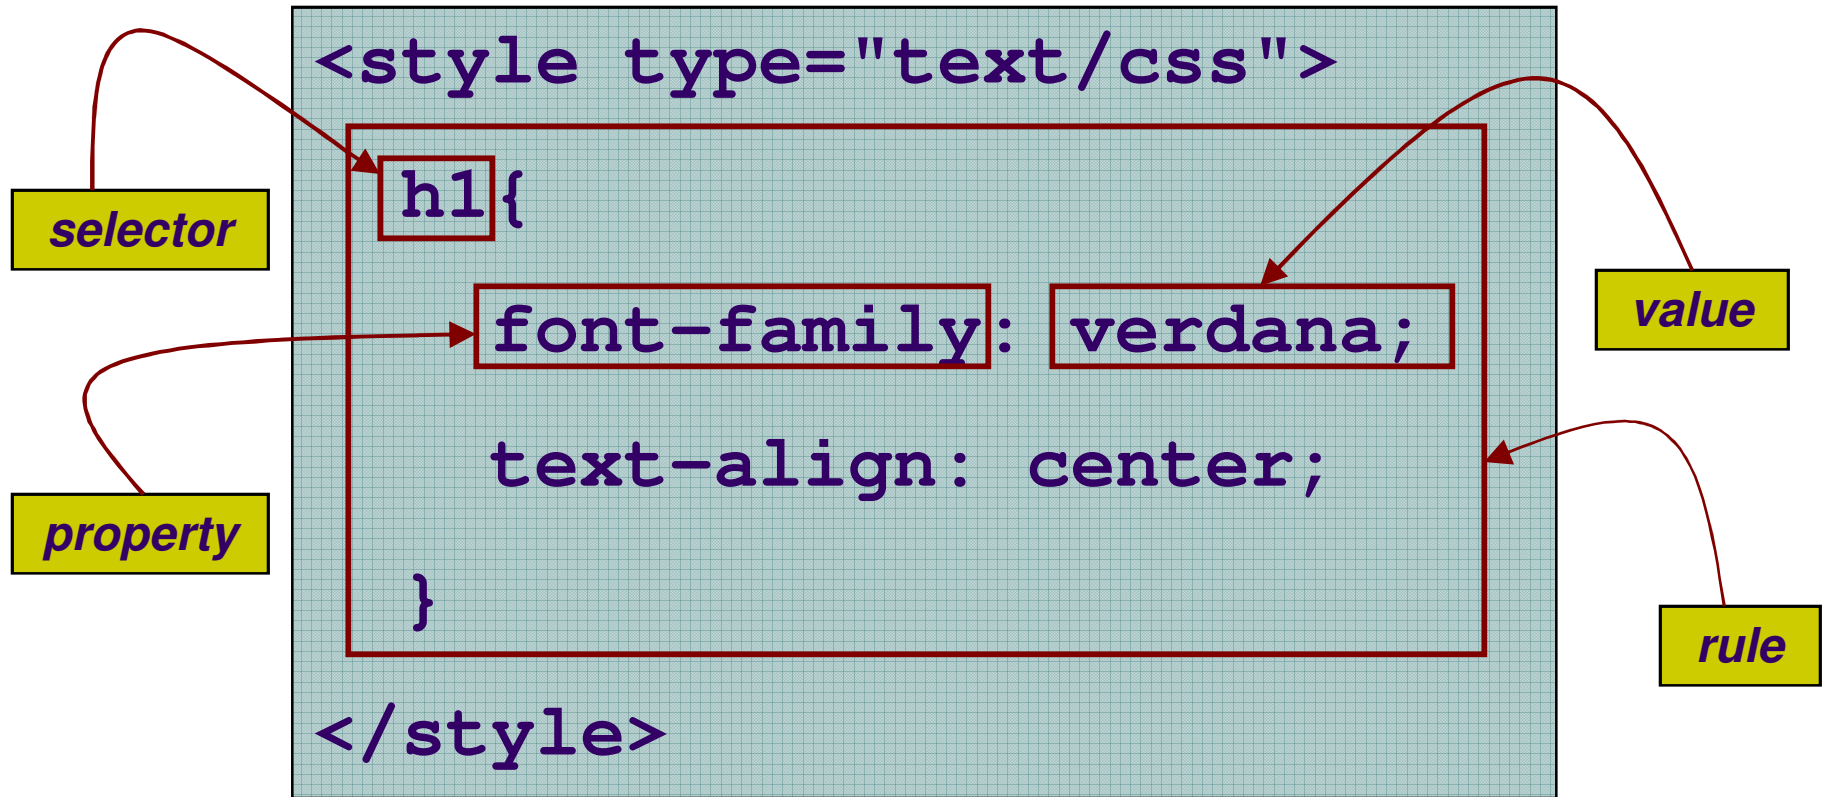 <style type="text/css">
h1{
selector
font-family: verdana;
value
text-align: center;
property
}
rule
</style>